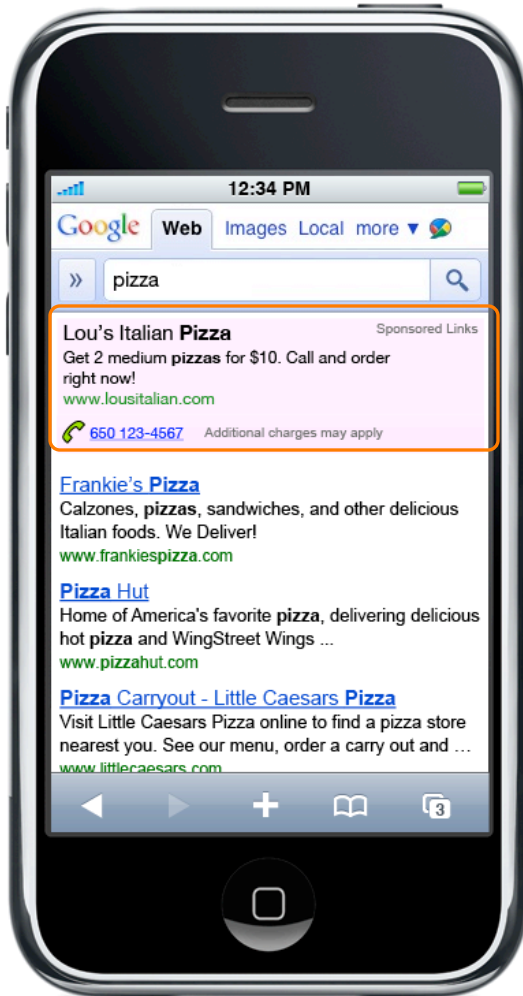 12:34 PM
Google Web Images Local more ▼
» pizza
Lou's Italian Pizza Sponsored Links
Get 2 medium pizzas for $10. Call and order
right now!
www.lousitalian.com
650 123-4567 Additional charges may apply
Frankie's Pizza
Calzones, pizzas, sandwiches, and other delicious
Italian foods. We Deliver!
www.frankiespizza.com
Pizza Hut
Home of America's favorite pizza, delivering delicious
hot pizza and WingStreet Wings ...
www.pizzahut.com
Pizza Carryout - Little Caesars Pizza
Visit Little Caesars Pizza online to find a pizza store
nearest you. See our menu, order a carry out and ...
www.littlecaesars.com
3